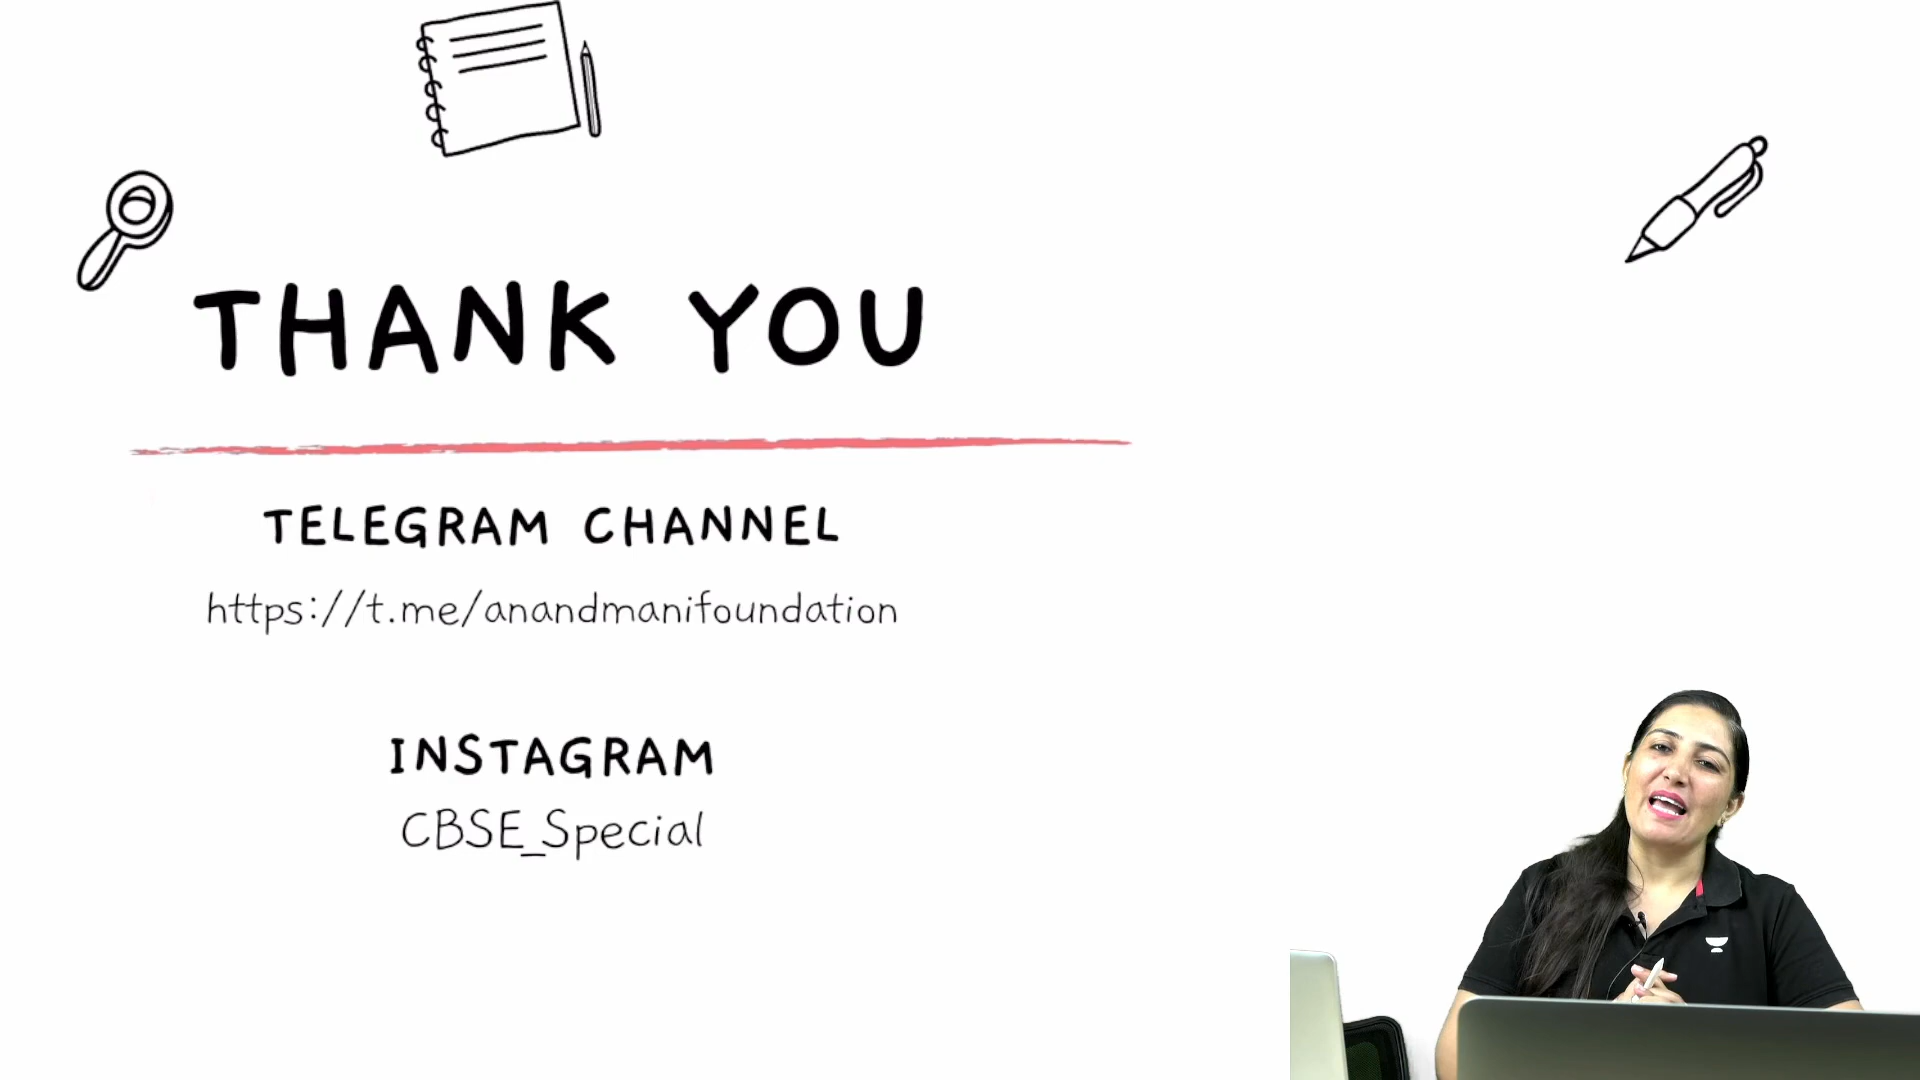 THANK YOU
TELEGRAM CHANNEL
https://t.me/anandmanifoundation
INSTAGRAM
CBSE_Special